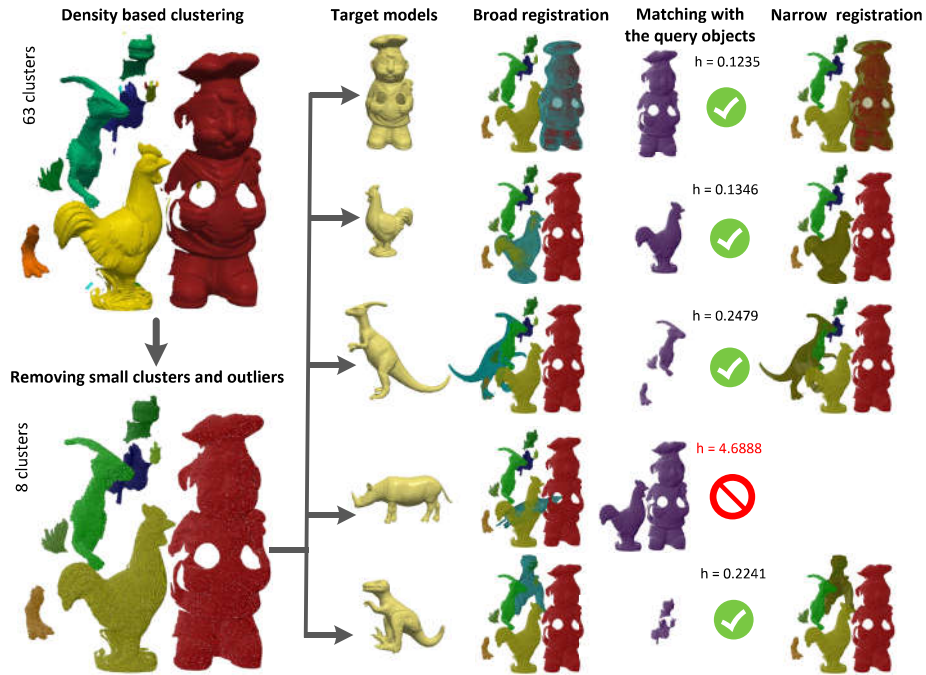 Density based clustering
Target models
Broad registration
Matching with
the query objects
Narrow registration
63 clusters
h = 0.1235
h = 0.1346
h = 0.2479
Removing small clusters and outliers
8 clusters
h = 4.6888
h = 0.2241